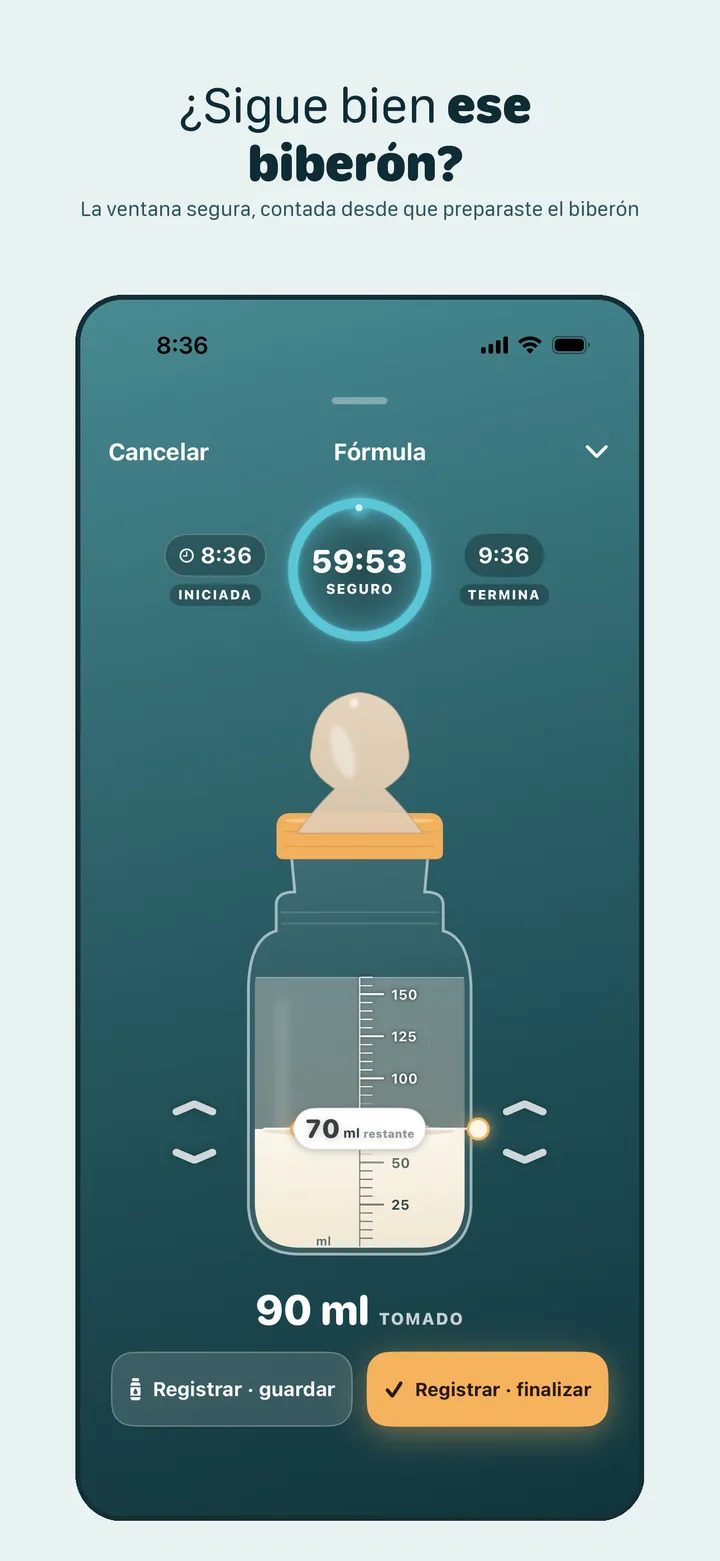 ¿Sigue bien ese
biberón?
La ventana segura, contada desde que preparaste el biberón
8:36
Cancelar
Fórmula
8:36
INICIADA
59:53
SEGURO
9:36
TERMINA
150
125
100
70 ml restante
50
25
ml
90 ml TOMADO
Registrar · guardar
Registrar · finalizar